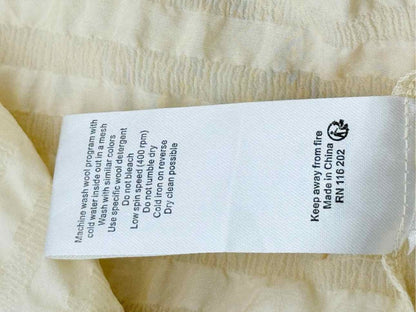 Machine wash wool program with
cold water inside out in a mesh
Wash with similar colors
Use specific wool detergent
Do not bleach
Low spin speed (400 rpm)
Do not tumble dry
Cold iron on reverse
Dry clean possible
Keep away from fire
Made in China
RN 116 202